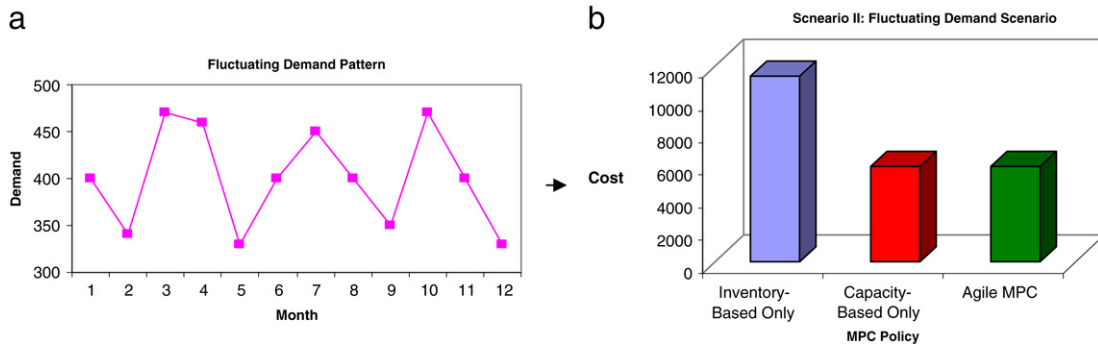 a
Fluctuating Demand Pattern
500
450
400
350
300
Demand
1 2 3 4 5 6 7 8 9 10 11 12
Month
b
Scneario II: Fluctuating Demand Scenario
12000
10000
8000
6000
4000
2000
0
Cost
Inventory-
Based Only
Capacity-
Based Only
Agile MPC
MPC Policy